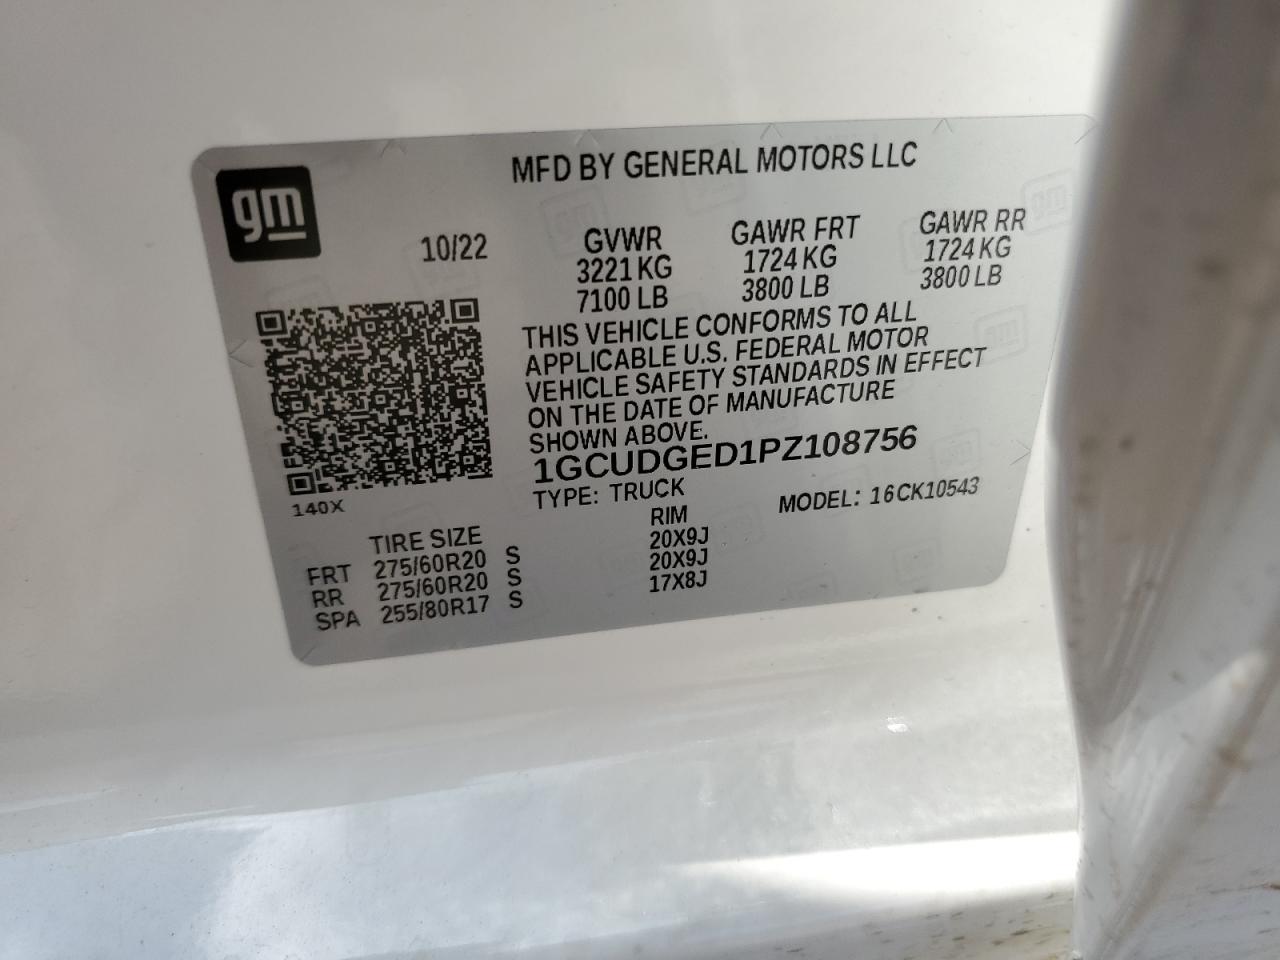 gm
MFD BY GENERAL MOTORS LLC
10/22
GVWR GAWR FRT GAWR RR
3221 KG 1724 KG 1724 KG
7100 LB 3800 LB 3800 LB
THIS VEHICLE CONFORMS TO ALL
APPLICABLE U.S. FEDERAL MOTOR
VEHICLE SAFETY STANDARDS IN EFFECT
ON THE DATE OF MANUFACTURE
SHOWN ABOVE.
1GCUDGED1PZ108756
140X
TYPE: TRUCK MODEL: 16CK10543
TIRE SIZE RIM
FRT 275/60R20 S 20X9J
RR 275/60R20 S 20X9J
SPA 255/80R17 S 17X8J